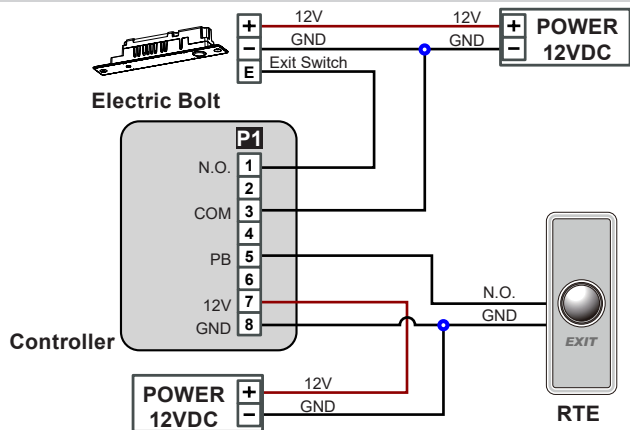 + 12V 12V + POWER
− GND GND − 12VDC
E Exit Switch
Electric Bolt
P1
N.O. 1
2
COM 3
4
PB 5
6
12V 7
GND 8
Controller
N.O.
GND
EXIT
RTE
POWER + 12V
12VDC − GND